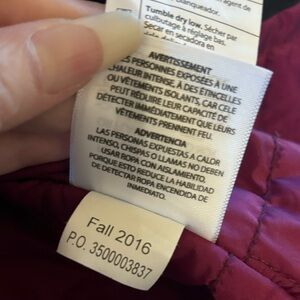 agent de
blanqueador.
Tumble dry low. Sécher par
culbutage à réglage bas.
Secar en secadora en
AVERTISSEMENT
LES PERSONNES EXPOSÉES À UNE
CHALEUR INTENSE, À DES ÉTINCELLES
OU VÊTEMENTS ISOLANTS, CAR CELE
PEUT RÉDUIRE LEUR CAPACITÉ DE
DÉTECTER IMMÉDIATEMENT QUE LEURS
VÊTEMENTS PRENNENT FEU.
ADVERTENCIA
LAS PERSONAS EXPUESTAS A CALOR
INTENSO, CHISPAS O LLAMAS NO DEBEN
USAR ROPA CON AISLAMIENTO,
PORQUE ESTO REDUCE LA HABILIDAD
DE DETECTAR ROPA ENCENDIDA DE
INMEDIATO.
Fall 2016
P.O. 3500003837